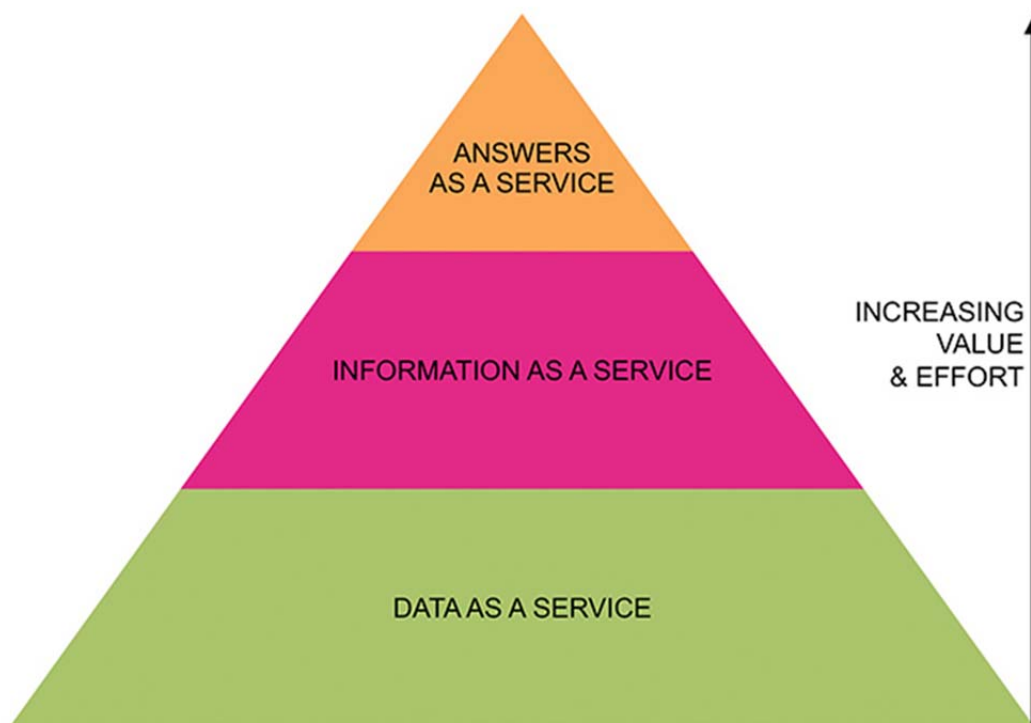 ANSWERS
AS A SERVICE
INFORMATION AS A SERVICE
INCREASING
VALUE
& EFFORT
DATA AS A SERVICE